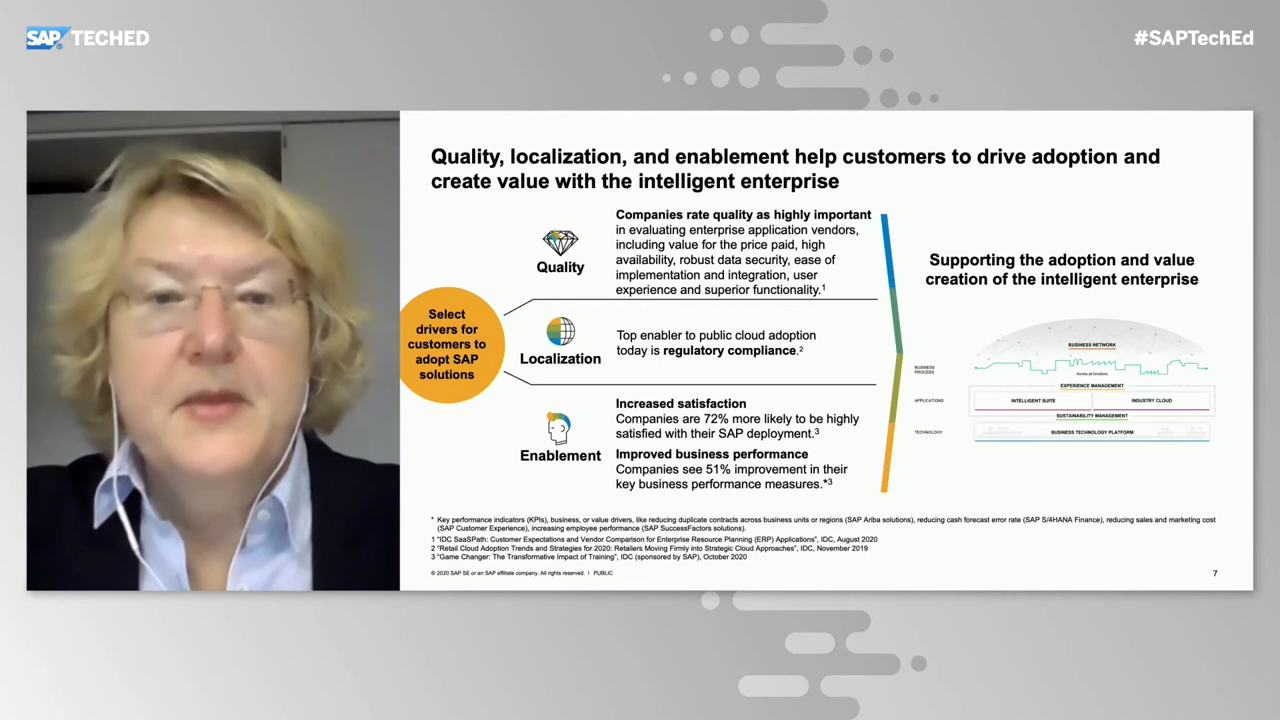 SAP TECHED
#SAPTechEd
Quality, localization, and enablement help customers to drive adoption and
create value with the intelligent enterprise
Select
drivers for
customers to
adopt SAP
solutions
Quality
Companies rate quality as highly important
in evaluating enterprise application vendors,
including value for the price paid, high
availability, robust data security, ease of
implementation and integration, user
experience and superior functionality.1
Localization
Top enabler to public cloud adoption
today is regulatory compliance.2
Enablement
Increased satisfaction
Companies are 72% more likely to be highly
satisfied with their SAP deployment.3
Improved business performance
Companies see 51% improvement in their
key business performance measures.*3
Supporting the adoption and value
creation of the intelligent enterprise
BUSINESS NETWORK
BUSINESS
PROCESS
Across all functions
EXPERIENCE MANAGEMENT
APPLICATIONS
INTELLIGENT SUITE
INDUSTRY CLOUD
SUSTAINABILITY MANAGEMENT
TECHNOLOGY
BUSINESS TECHNOLOGY PLATFORM
* Key performance indicators (KPIs), business, or value drivers, like reducing duplicate contracts across business units or regions (SAP Ariba solutions), reducing cash forecast error rate (SAP S/4HANA Finance), reducing sales and marketing cost
(SAP Customer Experience), increasing employee performance (SAP SuccessFactors solutions).
1 "IDC SaaSPath: Customer Expectations and Vendor Comparison for Enterprise Resource Planning (ERP) Applications", IDC, August 2020
2 "Retail Cloud Adoption Trends and Strategies for 2020: Retailers Moving Firmly into Strategic Cloud Approaches", IDC, November 2019
3 "Game Changer: The Transformative Impact of Training", IDC (sponsored by SAP), October 2020
© 2020 SAP SE or an SAP affiliate company. All rights reserved. I PUBLIC
7